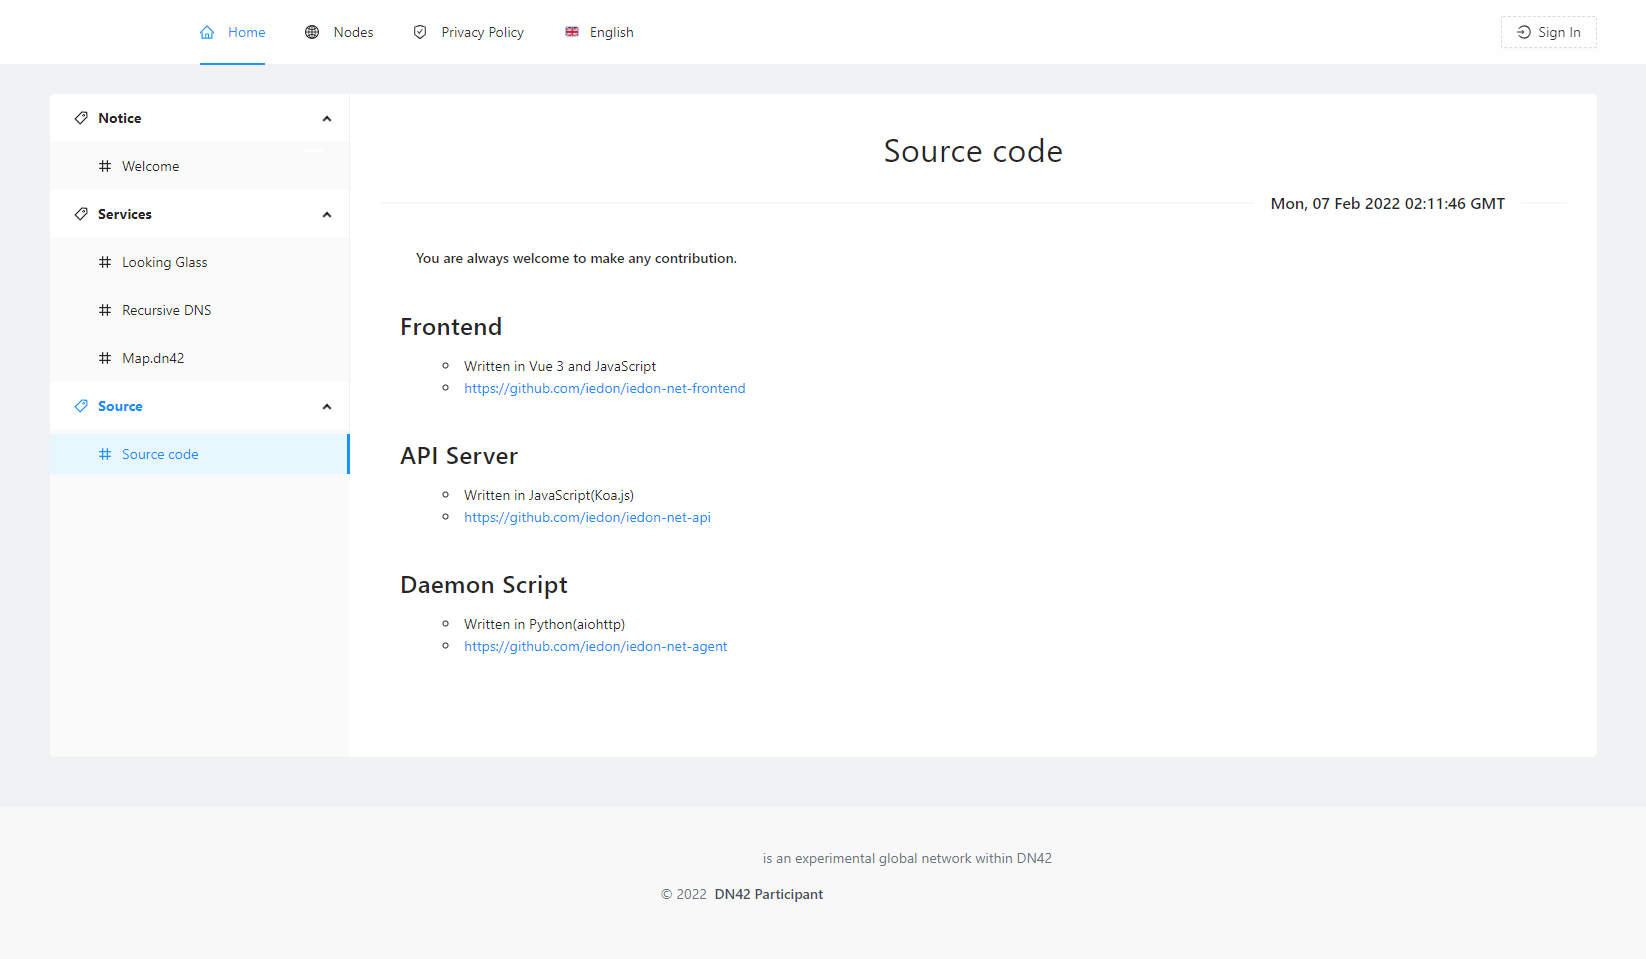 Home Nodes Privacy Policy English Sign In
Notice
Welcome
Services
Looking Glass
Recursive DNS
Map.dn42
Source
Source code
Source code
Mon, 07 Feb 2022 02:11:46 GMT
You are always welcome to make any contribution.
Frontend
Written in Vue 3 and JavaScript
https://github.com/iedon/iedon-net-frontend
API Server
Written in JavaScript(Koa.js)
https://github.com/iedon/iedon-net-api
Daemon Script
Written in Python(aiohttp)
https://github.com/iedon/iedon-net-agent
is an experimental global network within DN42
© 2022 DN42 Participant